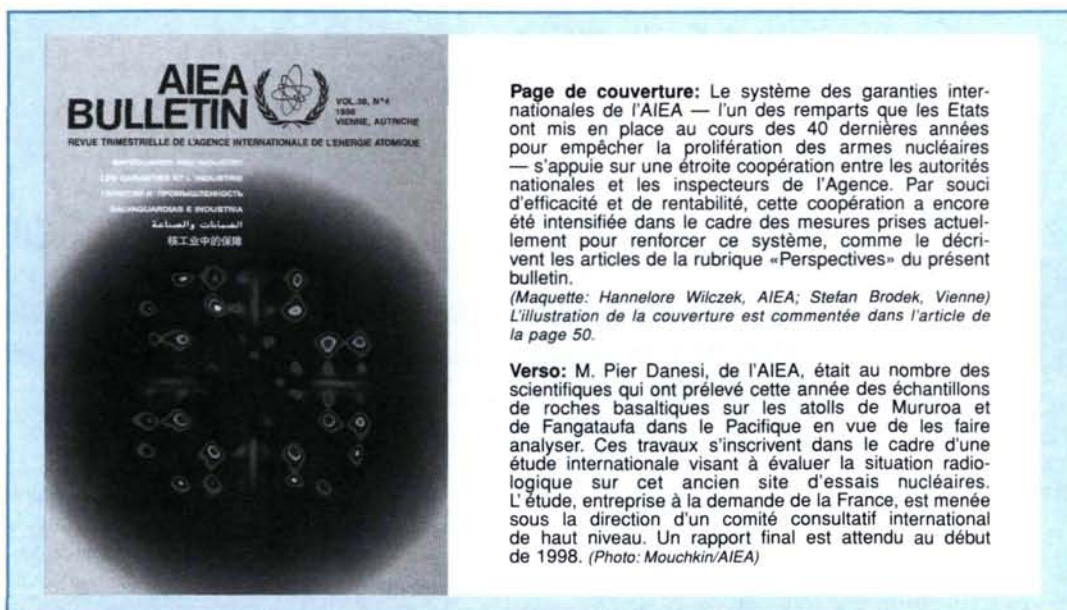 AIEA
BULLETIN
VOL.38, N°4
1996
VIENNE, AUTRICHE
REVUE TRIMESTRIELLE DE L'AGENCE INTERNATIONALE DE L'ENERGIE ATOMIQUE
SAFEGUARDS AND INDUSTRY
LES GARANTIES ET L'INDUSTRIE
ГАРАНТИИ И ПРОМЫШЛЕННОСТЬ
SALVAGUARDIAS E INDUSTRIA
الضمانات والصناعة
核工业中的保障
Page de couverture: Le système des garanties inter-
nationales de l'AIEA — l'un des remparts que les Etats
ont mis en place au cours des 40 dernières années
pour empêcher la prolifération des armes nucléaires
— s'appuie sur une étroite coopération entre les autorités
nationales et les inspecteurs de l'Agence. Par souci
d'efficacité et de rentabilité, cette coopération a encore
été intensifiée dans le cadre des mesures prises actuel-
lement pour renforcer ce système, comme le décri-
vent les articles de la rubrique «Perspectives» du présent
bulletin.
(Maquette: Hannelore Wilczek, AIEA; Stefan Brodek, Vienne)
L'illustration de la couverture est commentée dans l'article de
la page 50.
Verso: M. Pier Danesi, de l'AIEA, était au nombre des
scientifiques qui ont prélevé cette année des échantillons
de roches basaltiques sur les atolls de Mururoa et
de Fangataufa dans le Pacifique en vue de les faire
analyser. Ces travaux s'inscrivent dans le cadre d'une
étude internationale visant à évaluer la situation radio-
logique sur cet ancien site d'essais nucléaires.
L' étude, entreprise à la demande de la France, est menée
sous la direction d'un comité consultatif international
de haut niveau. Un rapport final est attendu au début
de 1998. (Photo: Mouchkin/AIEA)